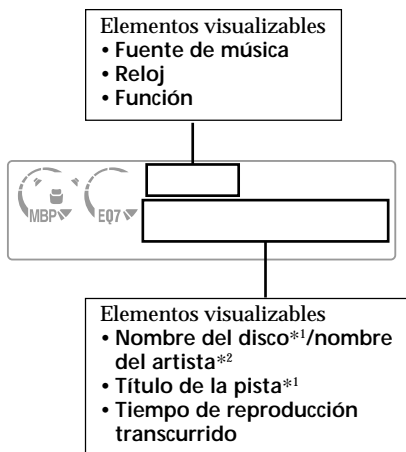 Elementos visualizables
• Fuente de música
• Reloj
• Función
MBP EQ7
Elementos visualizables
• Nombre del disco*1/nombre
del artista*2
• Título de la pista*1
• Tiempo de reproducción
transcurrido